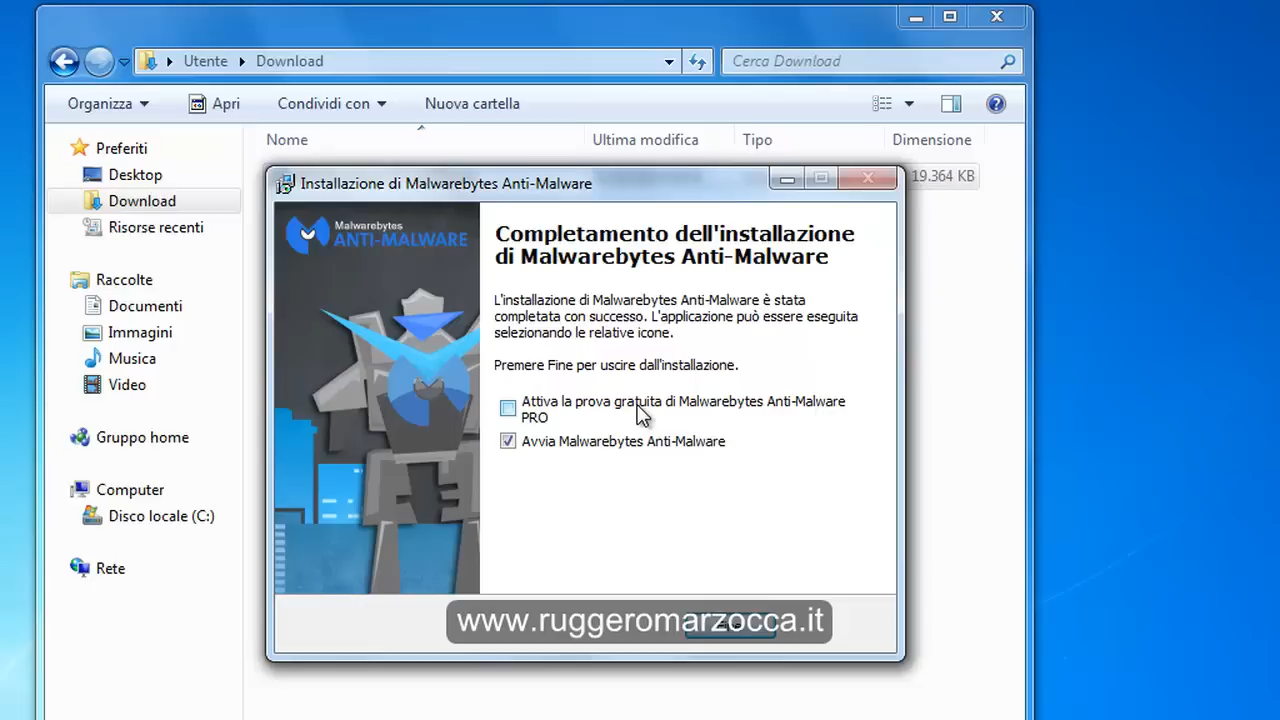 Utente
Download
Cerca Download
Organizza
Apri
Condividi con
Nuova cartella
Nome
Ultima modifica
Tipo
Dimensione
Preferiti
Desktop
Download
Risorse recenti
Raccolte
Documenti
Immagini
Musica
Video
Gruppo home
Computer
Disco locale (C:)
Rete
19.364 KB
Installazione di Malwarebytes Anti-Malware
Malwarebytes
ANTI-MALWARE
Completamento dell'installazione
di Malwarebytes Anti-Malware
L'installazione di Malwarebytes Anti-Malware è stata
completata con successo. L'applicazione può essere eseguita
selezionando le relative icone.
Premere Fine per uscire dall'installazione.
Attiva la prova gratuita di Malwarebytes Anti-Malware
PRO
Avvia Malwarebytes Anti-Malware
www.ruggeromarzocca.it